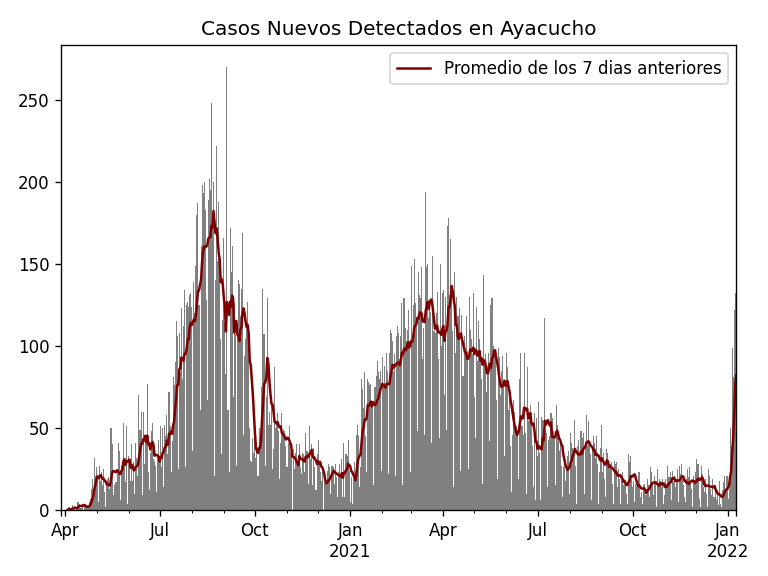 Casos Nuevos Detectados en Ayacucho
Promedio de los 7 dias anteriores
250
200
150
100
50
0
Apr Jul Oct Jan Apr Jul Oct Jan
2021 2022